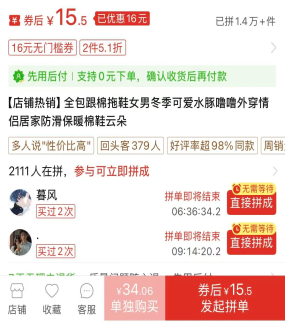 券后 ¥15.5 已优惠16元 已拼1.4万+件
16元无门槛券 2件5.1折
先用后付 | 支持0元下单，确认收货后再付款
【店铺热销】全包跟棉拖鞋女男冬季可爱水豚噜噜外穿情
侣居家防滑保暖棉鞋云朵
多人说"性价比高" 回头客379人 好评率超98%同款 周销
2111人在拼，参与可立即拼成
暮风
买过2次
拼单即将结束
06:36:34.2
无需等待
直接拼成
.
买过2次
拼单即将结束
09:14:20.2
无需等待
直接拼成
店铺 收藏 客服
¥34.06
单独购买
券后¥15.5
发起拼单